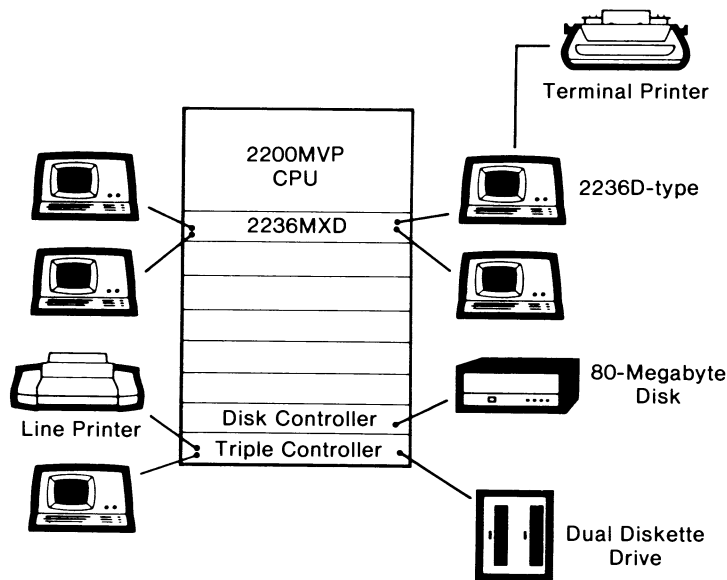 Terminal Printer
2200MVP
CPU
2236D-type
2236MXD
80-Megabyte
Disk
Disk Controller
Line Printer
Triple Controller
Dual Diskette
Drive